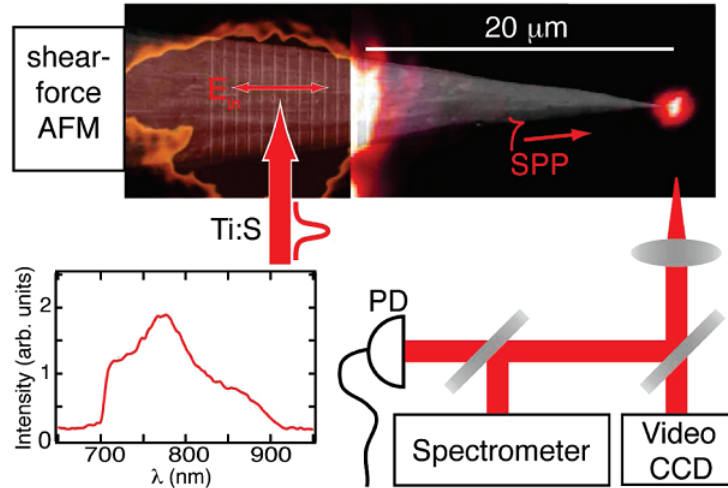 shear-
force
AFM
20 μm
E_in
SPP
Ti:S
PD
Intensity (arb. units)
2
1
0
700
800
900
λ (nm)
Spectrometer
Video
CCD